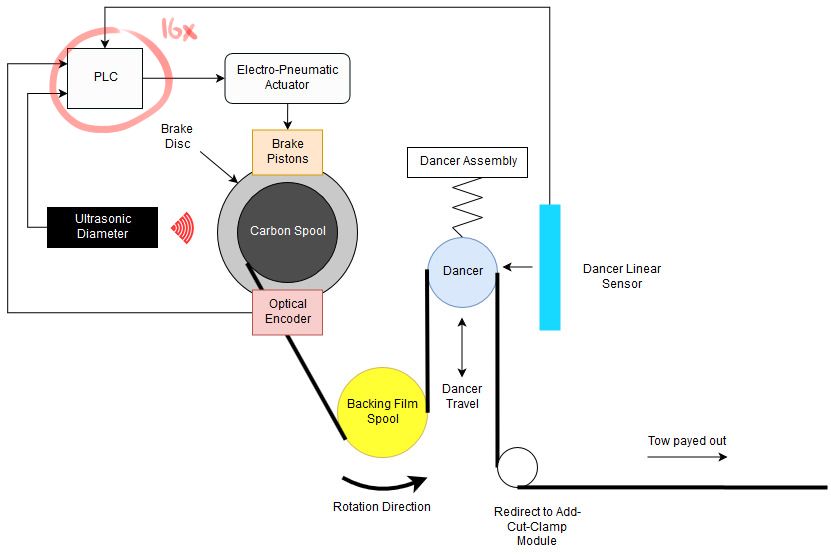 16x
PLC
Electro-Pneumatic
Actuator
Brake
Disc
Brake
Pistons
Dancer Assembly
Ultrasonic
Diameter
Carbon Spool
Dancer
Dancer Linear
Sensor
Optical
Encoder
Dancer
Travel
Backing Film
Spool
Tow payed out
Rotation Direction
Redirect to Add-
Cut-Clamp
Module